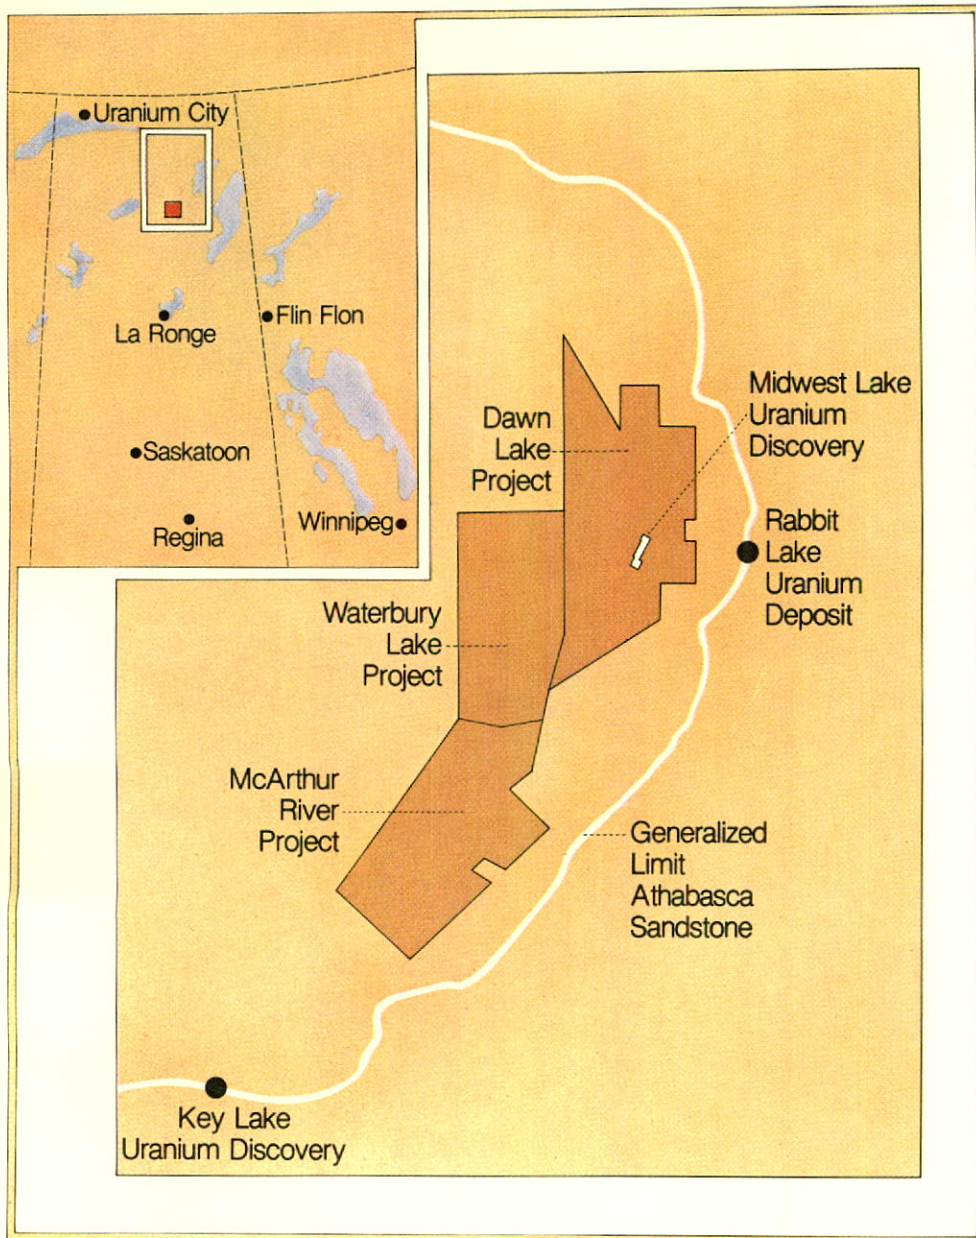 Uranium City
La Ronge
Flin Flon
Saskatoon
Regina
Winnipeg
Dawn
Lake
Project
Midwest Lake
Uranium
Discovery
Rabbit
Lake
Uranium
Deposit
Waterbury
Lake
Project
McArthur
River
Project
Generalized
Limit
Athabasca
Sandstone
Key Lake
Uranium Discovery